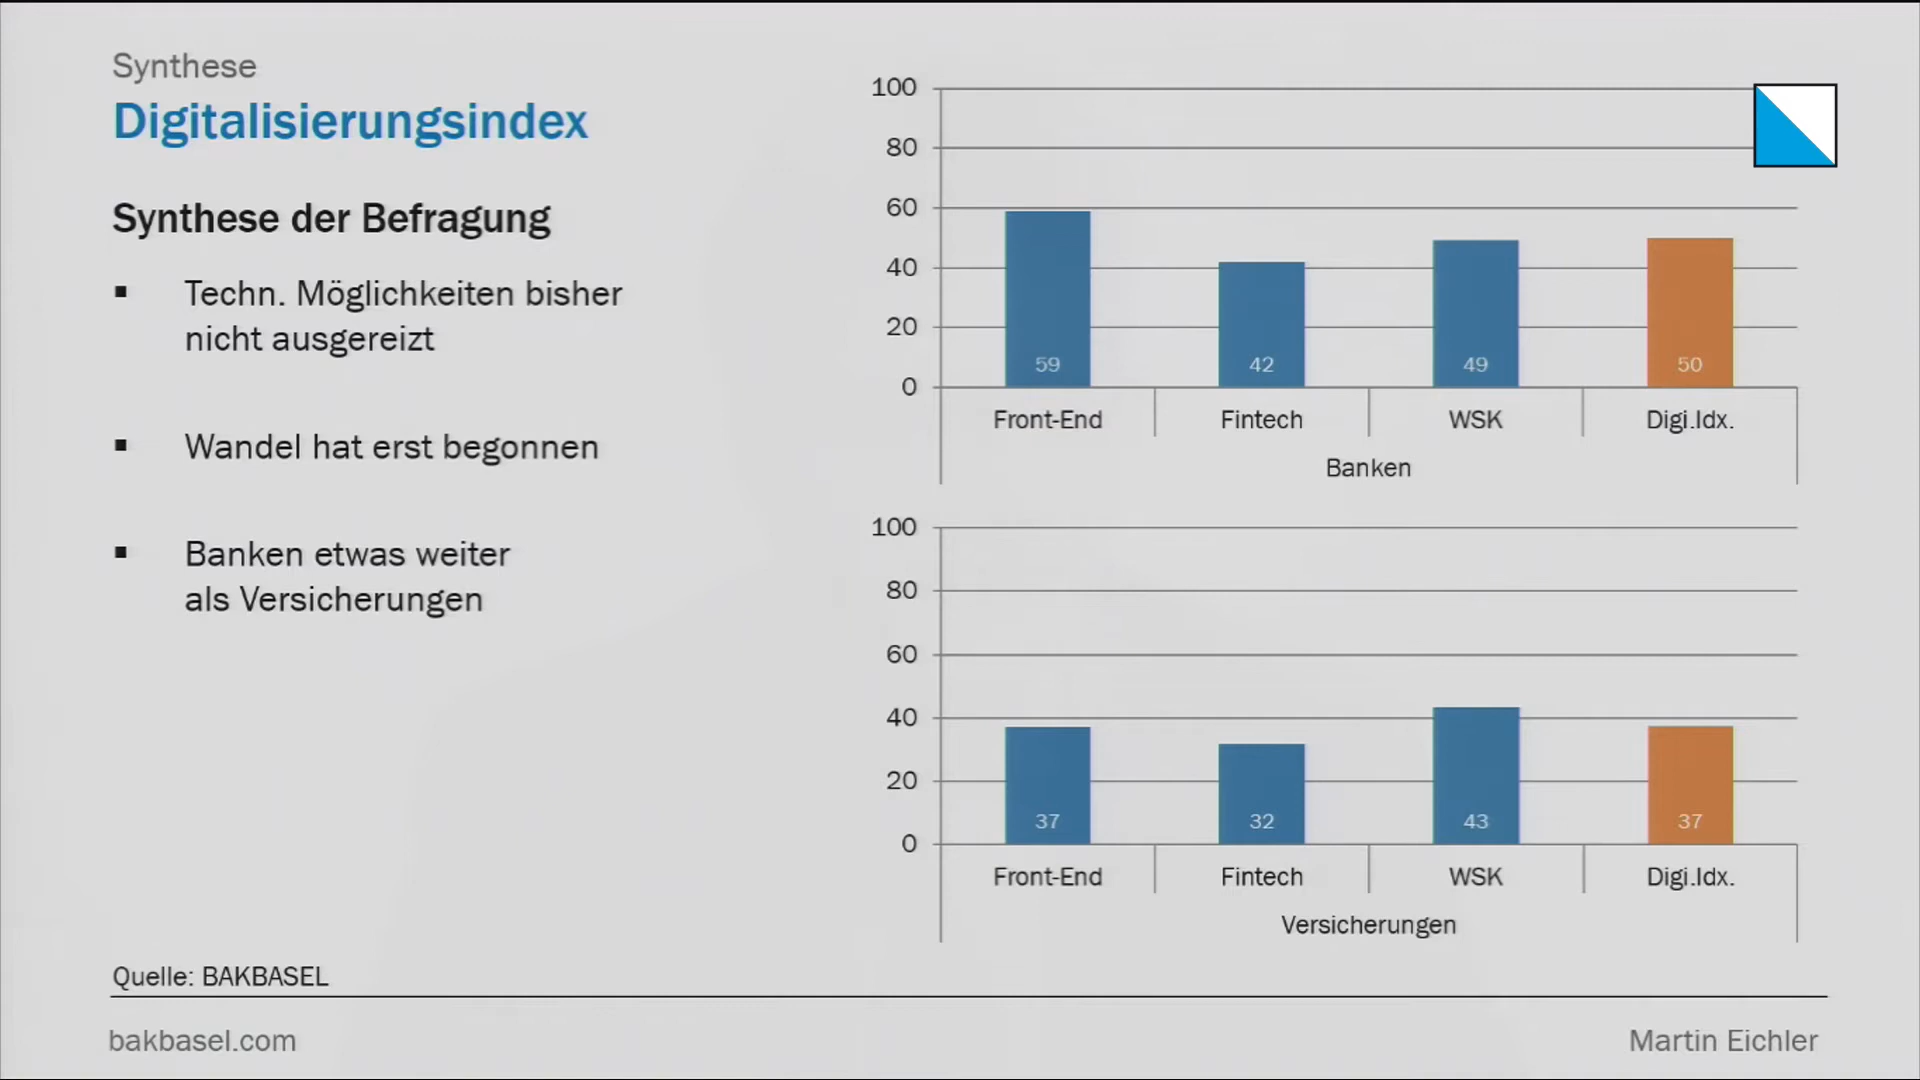 Synthese
Digitalisierungsindex
Synthese der Befragung
▪ Techn. Möglichkeiten bisher
nicht ausgereizt
▪ Wandel hat erst begonnen
▪ Banken etwas weiter
als Versicherungen
100
80
60
40
20
0
59 42 49 50
Front-End Fintech WSK Digi.Idx.
Banken
100
80
60
40
20
0
37 32 43 37
Front-End Fintech WSK Digi.Idx.
Versicherungen
Quelle: BAKBASEL
bakbasel.com Martin Eichler